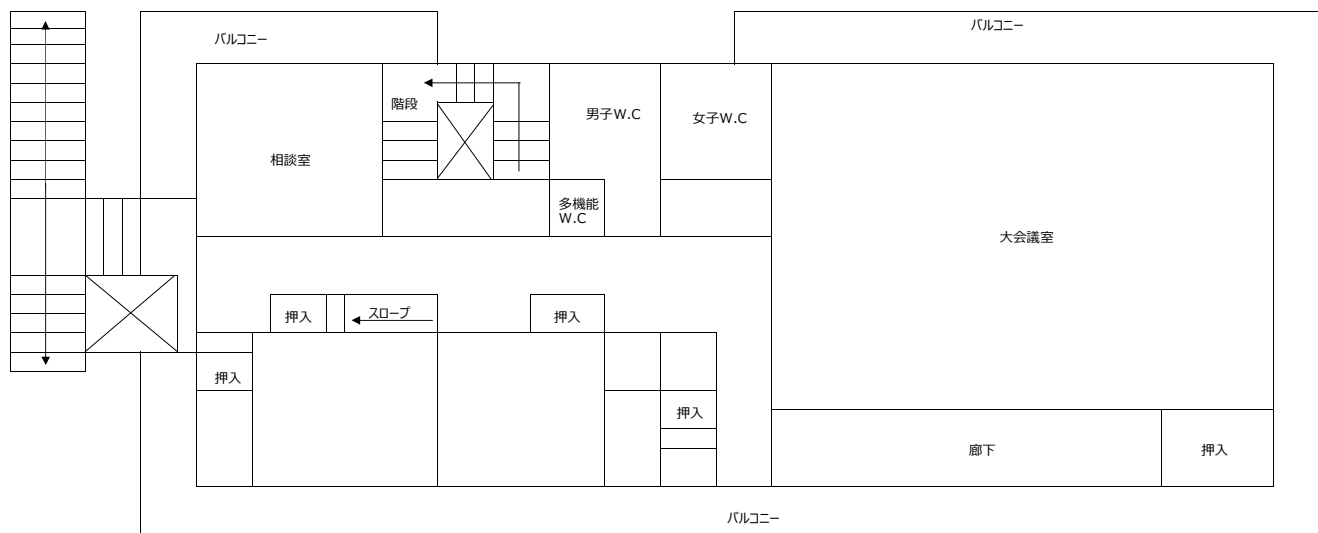 バルコニー
バルコニー
階段
男子W.C
女子W.C
相談室
多機能
W.C
大会議室
押入
スロープ
押入
押入
押入
廊下
押入
バルコニー